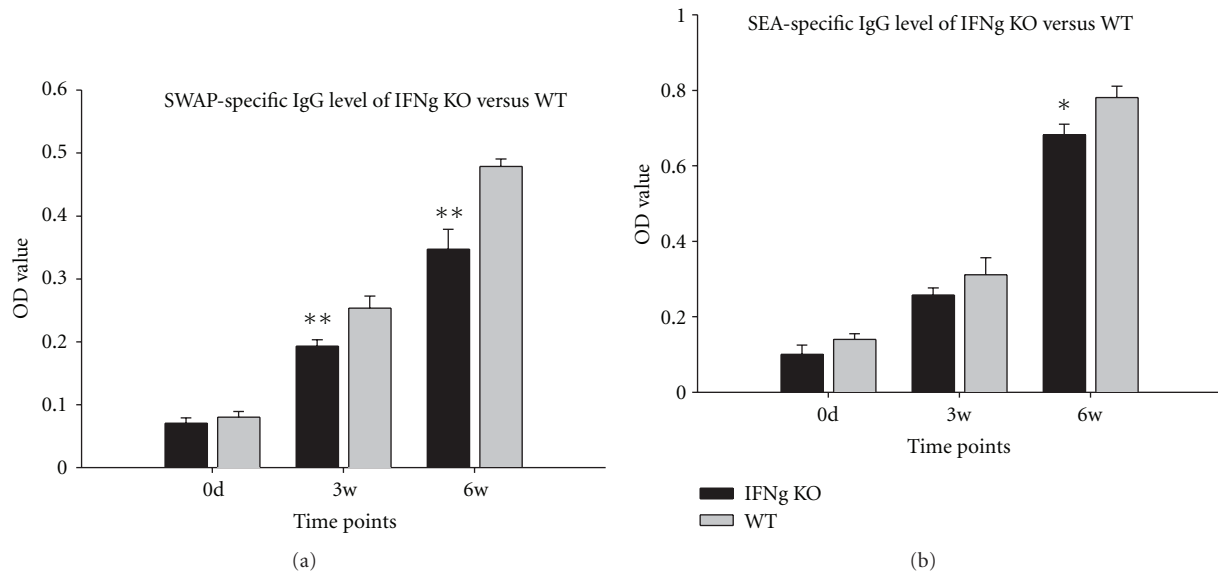 SWAP-specific IgG level of IFNg KO versus WT
0.6
0.5
0.4
0.3
0.2
0.1
0
OD value
**
**
0d 3w 6w
Time points
(a)
SEA-specific IgG level of IFNg KO versus WT
1
0.8
0.6
0.4
0.2
0
OD value
*
0d 3w 6w
Time points
IFNg KO
WT
(b)